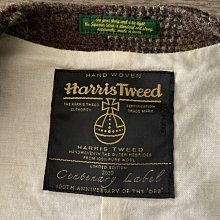 HAND WOVEN
Harris Tweed
THE HARRIS TWEED
AUTHORITY
CERTIFICATION
TRADE MARK
HARRIS TWEED
HANDWOVEN IN THE OUTER HEBRIDES
FROM 100% PURE WOOL
LIMITED EDITION
Centenary Label
100TH ANNIVERSARY OF THE 'ORB'